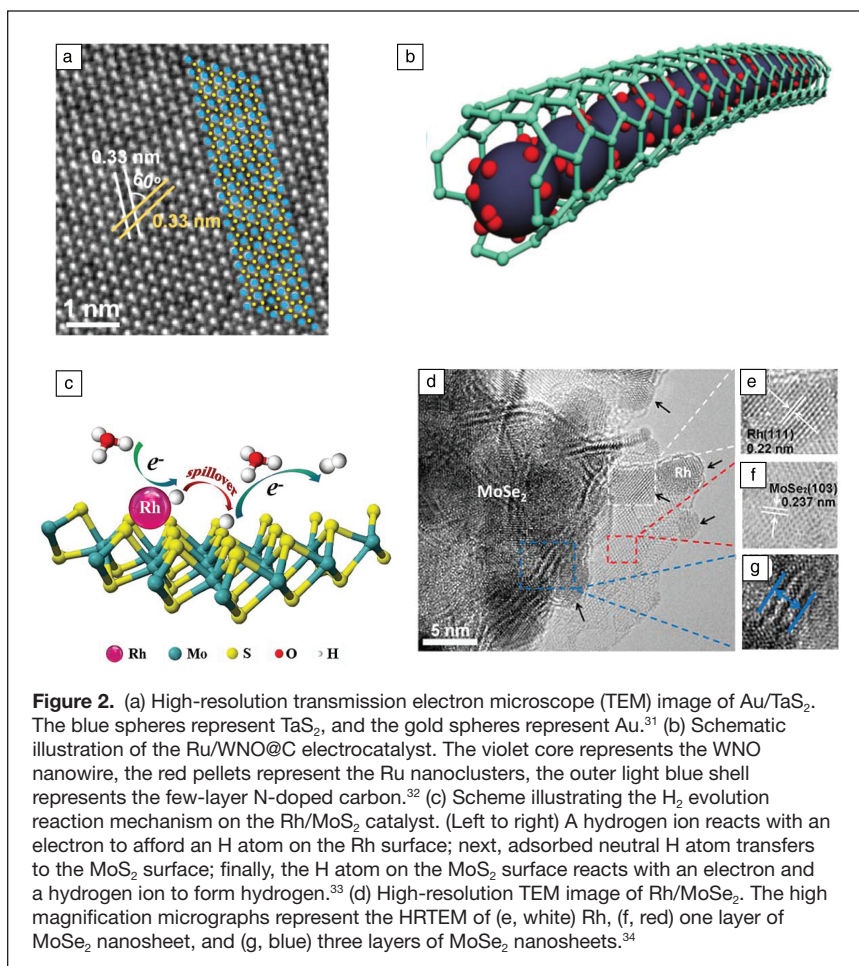 a
0.33 nm
60°
0.33 nm
1 nm
b
c
e-
spillover
e-
Rh
Rh Mo S O H
d
MoSe₂
Rh
5 nm
e
Rh(111)
0.22 nm
f
MoSe₂(103)
0.237 nm
g
Figure 2. (a) High-resolution transmission electron microscope (TEM) image of Au/TaS₂.
The blue spheres represent TaS₂, and the gold spheres represent Au.³¹ (b) Schematic
illustration of the Ru/WNO@C electrocatalyst. The violet core represents the WNO
nanowire, the red pellets represent the Ru nanoclusters, the outer light blue shell
represents the few-layer N-doped carbon.³² (c) Scheme illustrating the H₂ evolution
reaction mechanism on the Rh/MoS₂ catalyst. (Left to right) A hydrogen ion reacts with an
electron to afford an H atom on the Rh surface; next, adsorbed neutral H atom transfers
to the MoS₂ surface; finally, the H atom on the MoS₂ surface reacts with an electron and
a hydrogen ion to form hydrogen.³³ (d) High-resolution TEM image of Rh/MoSe₂. The high
magnification micrographs represent the HRTEM of (e, white) Rh, (f, red) one layer of
MoSe₂ nanosheet, and (g, blue) three layers of MoSe₂ nanosheets.³⁴